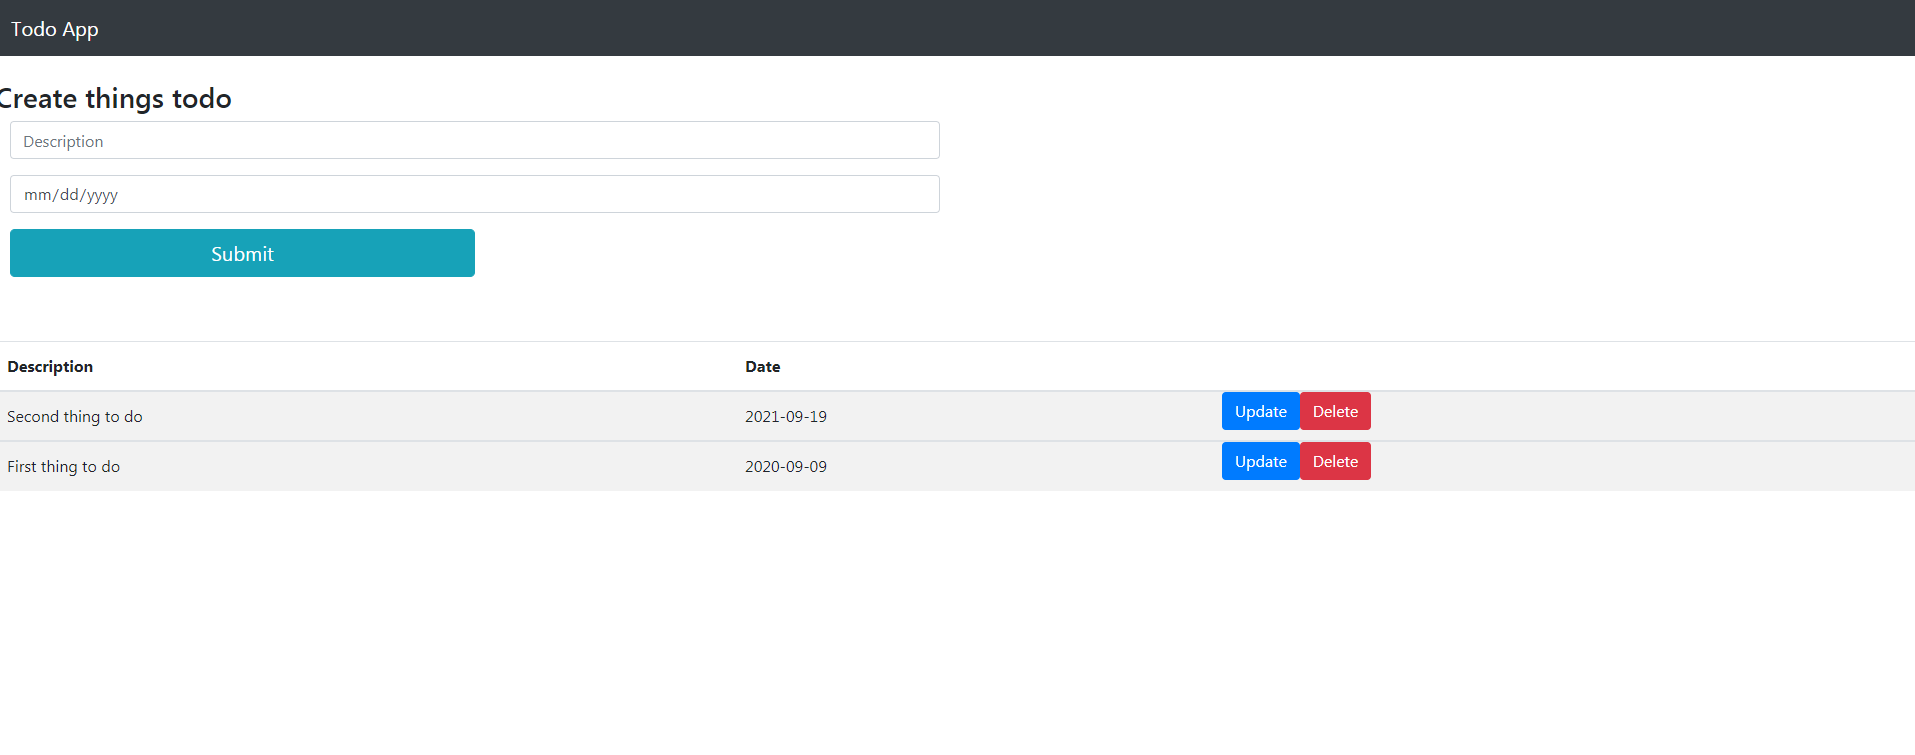 Todo App
Create things todo
Description
mm/dd/yyyy
Submit
Description Date
Second thing to do 2021-09-19 Update Delete
First thing to do 2020-09-09 Update Delete